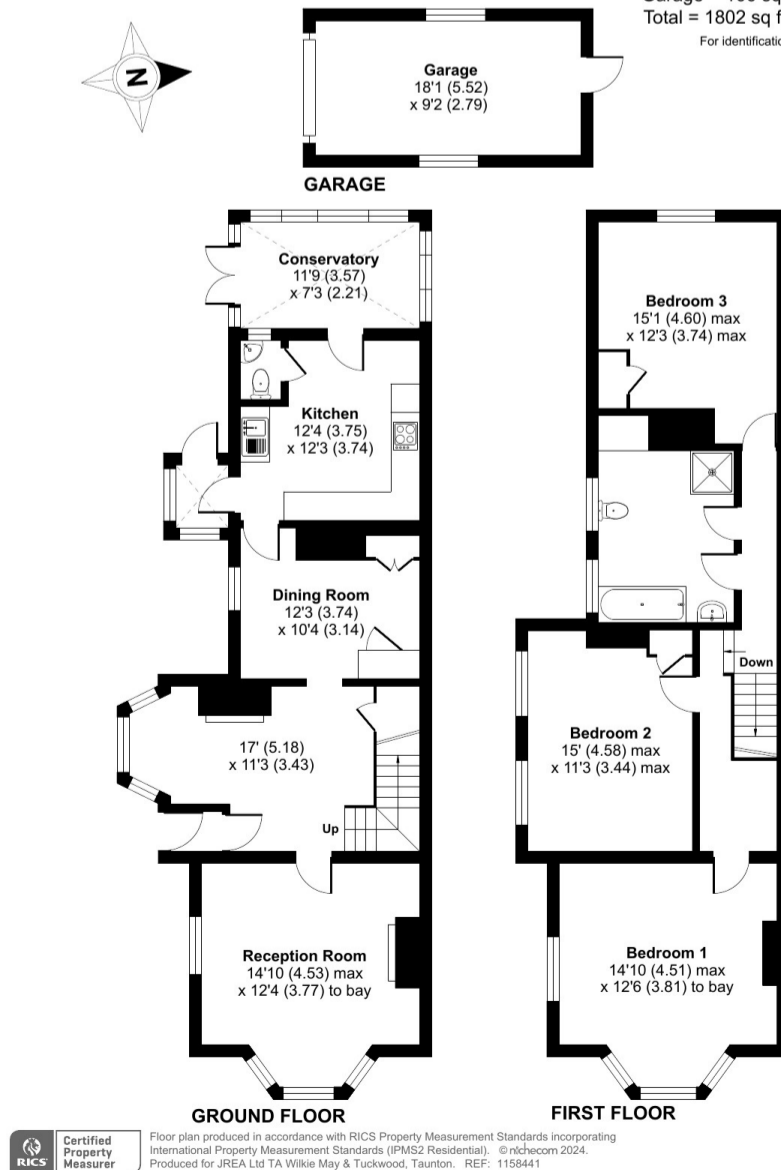 Total = 1802 sq f
For identificatio
N
Garage
18'1 (5.52)
x 9'2 (2.79)
GARAGE
Conservatory
11'9 (3.57)
x 7'3 (2.21)
Kitchen
12'4 (3.75)
x 12'3 (3.74)
Dining Room
12'3 (3.74)
x 10'4 (3.14)
17' (5.18)
x 11'3 (3.43)
Up
Reception Room
14'10 (4.53) max
x 12'4 (3.77) to bay
GROUND FLOOR
Bedroom 3
15'1 (4.60) max
x 12'3 (3.74) max
Down
Bedroom 2
15' (4.58) max
x 11'3 (3.44) max
Bedroom 1
14'10 (4.51) max
x 12'6 (3.81) to bay
FIRST FLOOR
RICS
Certified
Property
Measurer
Floor plan produced in accordance with RICS Property Measurement Standards incorporating
International Property Measurement Standards (IPMS2 Residential). © nichecom 2024.
Produced for JREA Ltd TA Wilkie May & Tuckwood, Taunton. REF: 1158441